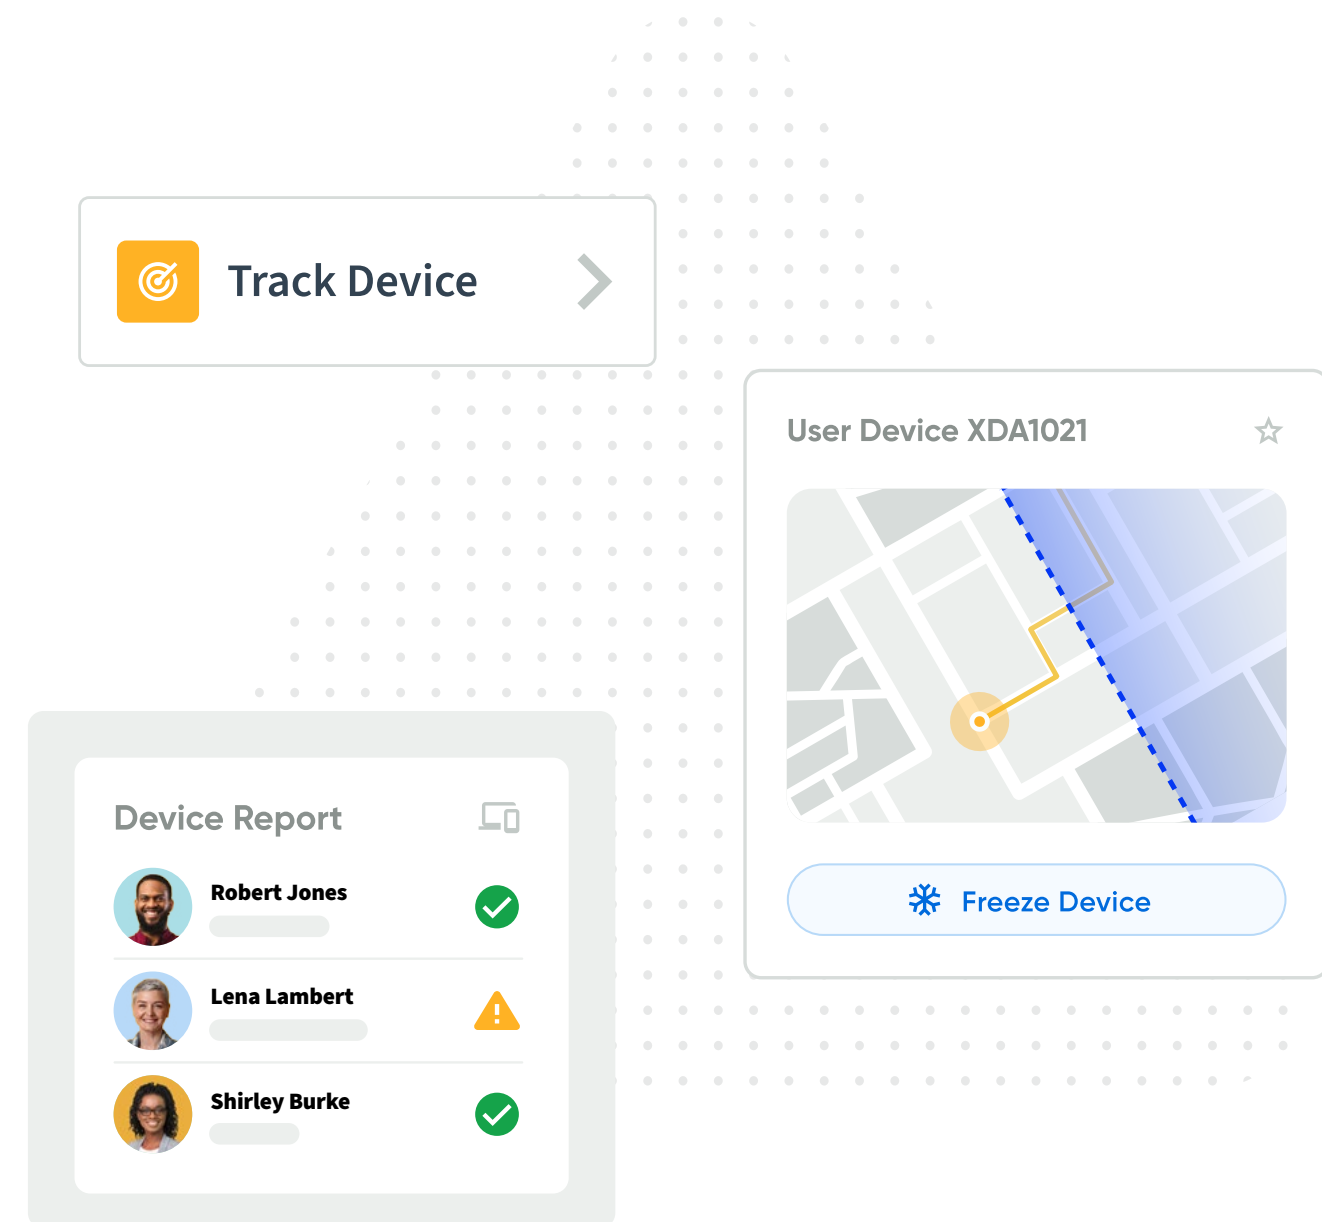 Track Device
User Device XDA1021
Freeze Device
Device Report
Robert Jones
Lena Lambert
Shirley Burke